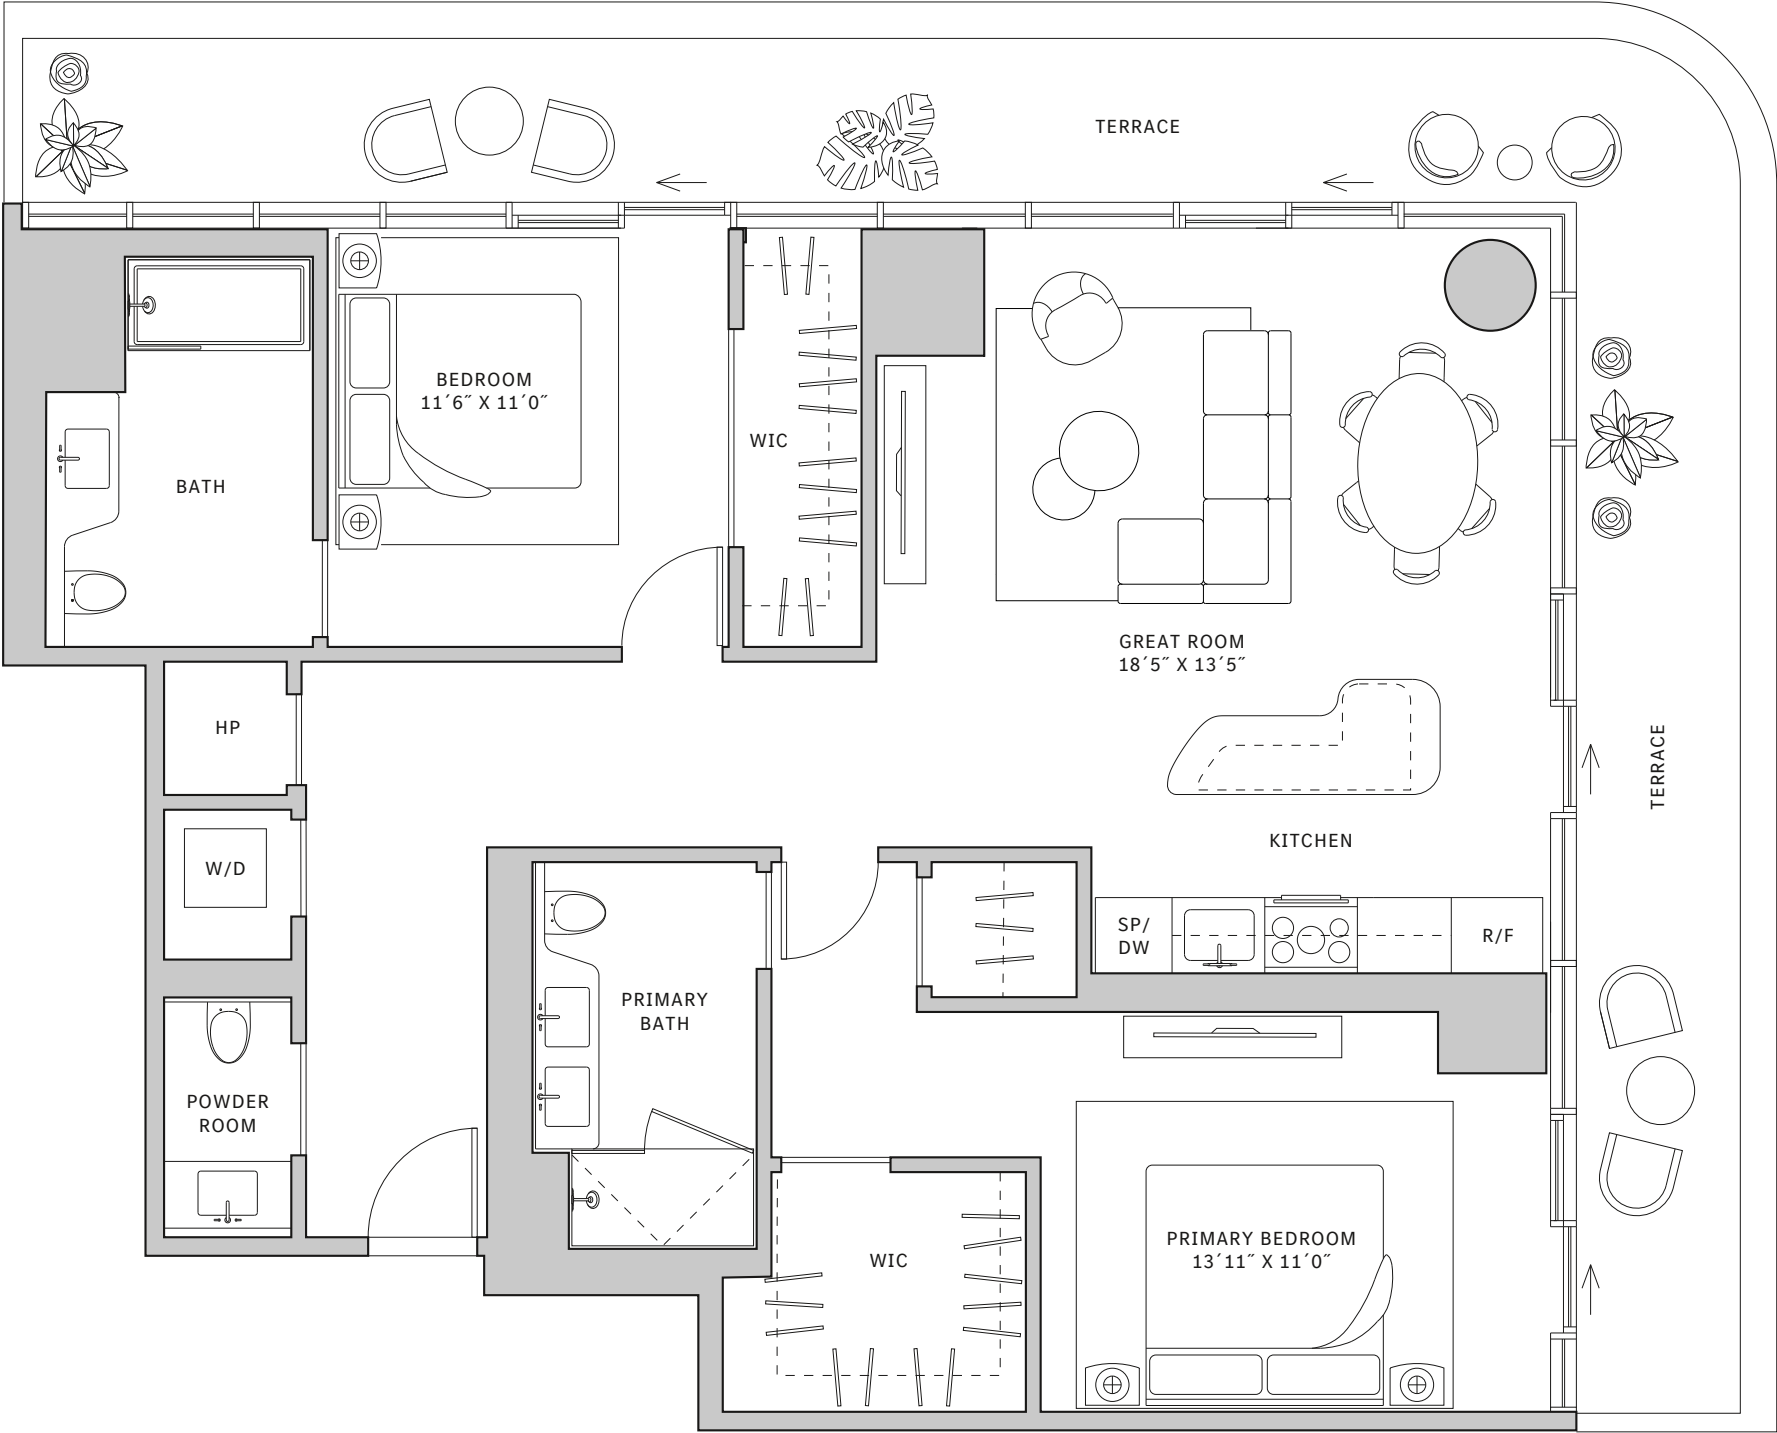 TERRACE
BEDROOM
11´6˝ X 11´0˝
WIC
BATH
GREAT ROOM
18´5˝ X 13´5˝
HP
TERRACE
KITCHEN
W/D
SP/
DW
R/F
PRIMARY
BATH
POWDER
ROOM
WIC
PRIMARY BEDROOM
13´11˝ X 11´0˝